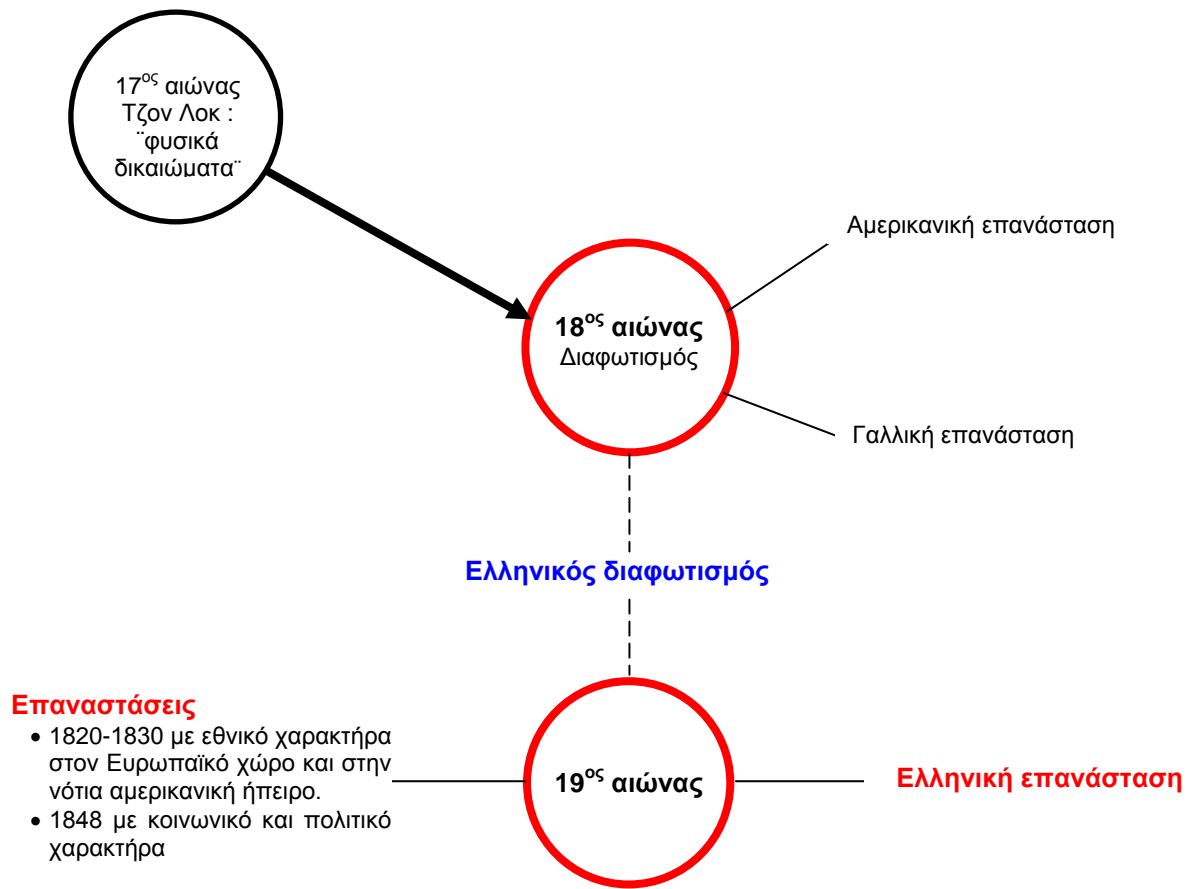 17ος αιώνας
Τζον Λοκ :
¨φυσικά
δικαιώματα¨
Αμερικανική επανάσταση
18ος αιώνας
Διαφωτισμός
Γαλλική επανάσταση
Ελληνικός διαφωτισμός
Επαναστάσεις
• 1820-1830 με εθνικό χαρακτήρα
στον Ευρωπαϊκό χώρο και στην
νότια αμερικανική ήπειρο.
• 1848 με κοινωνικό και πολιτικό
χαρακτήρα
19ος αιώνας
Ελληνική επανάσταση